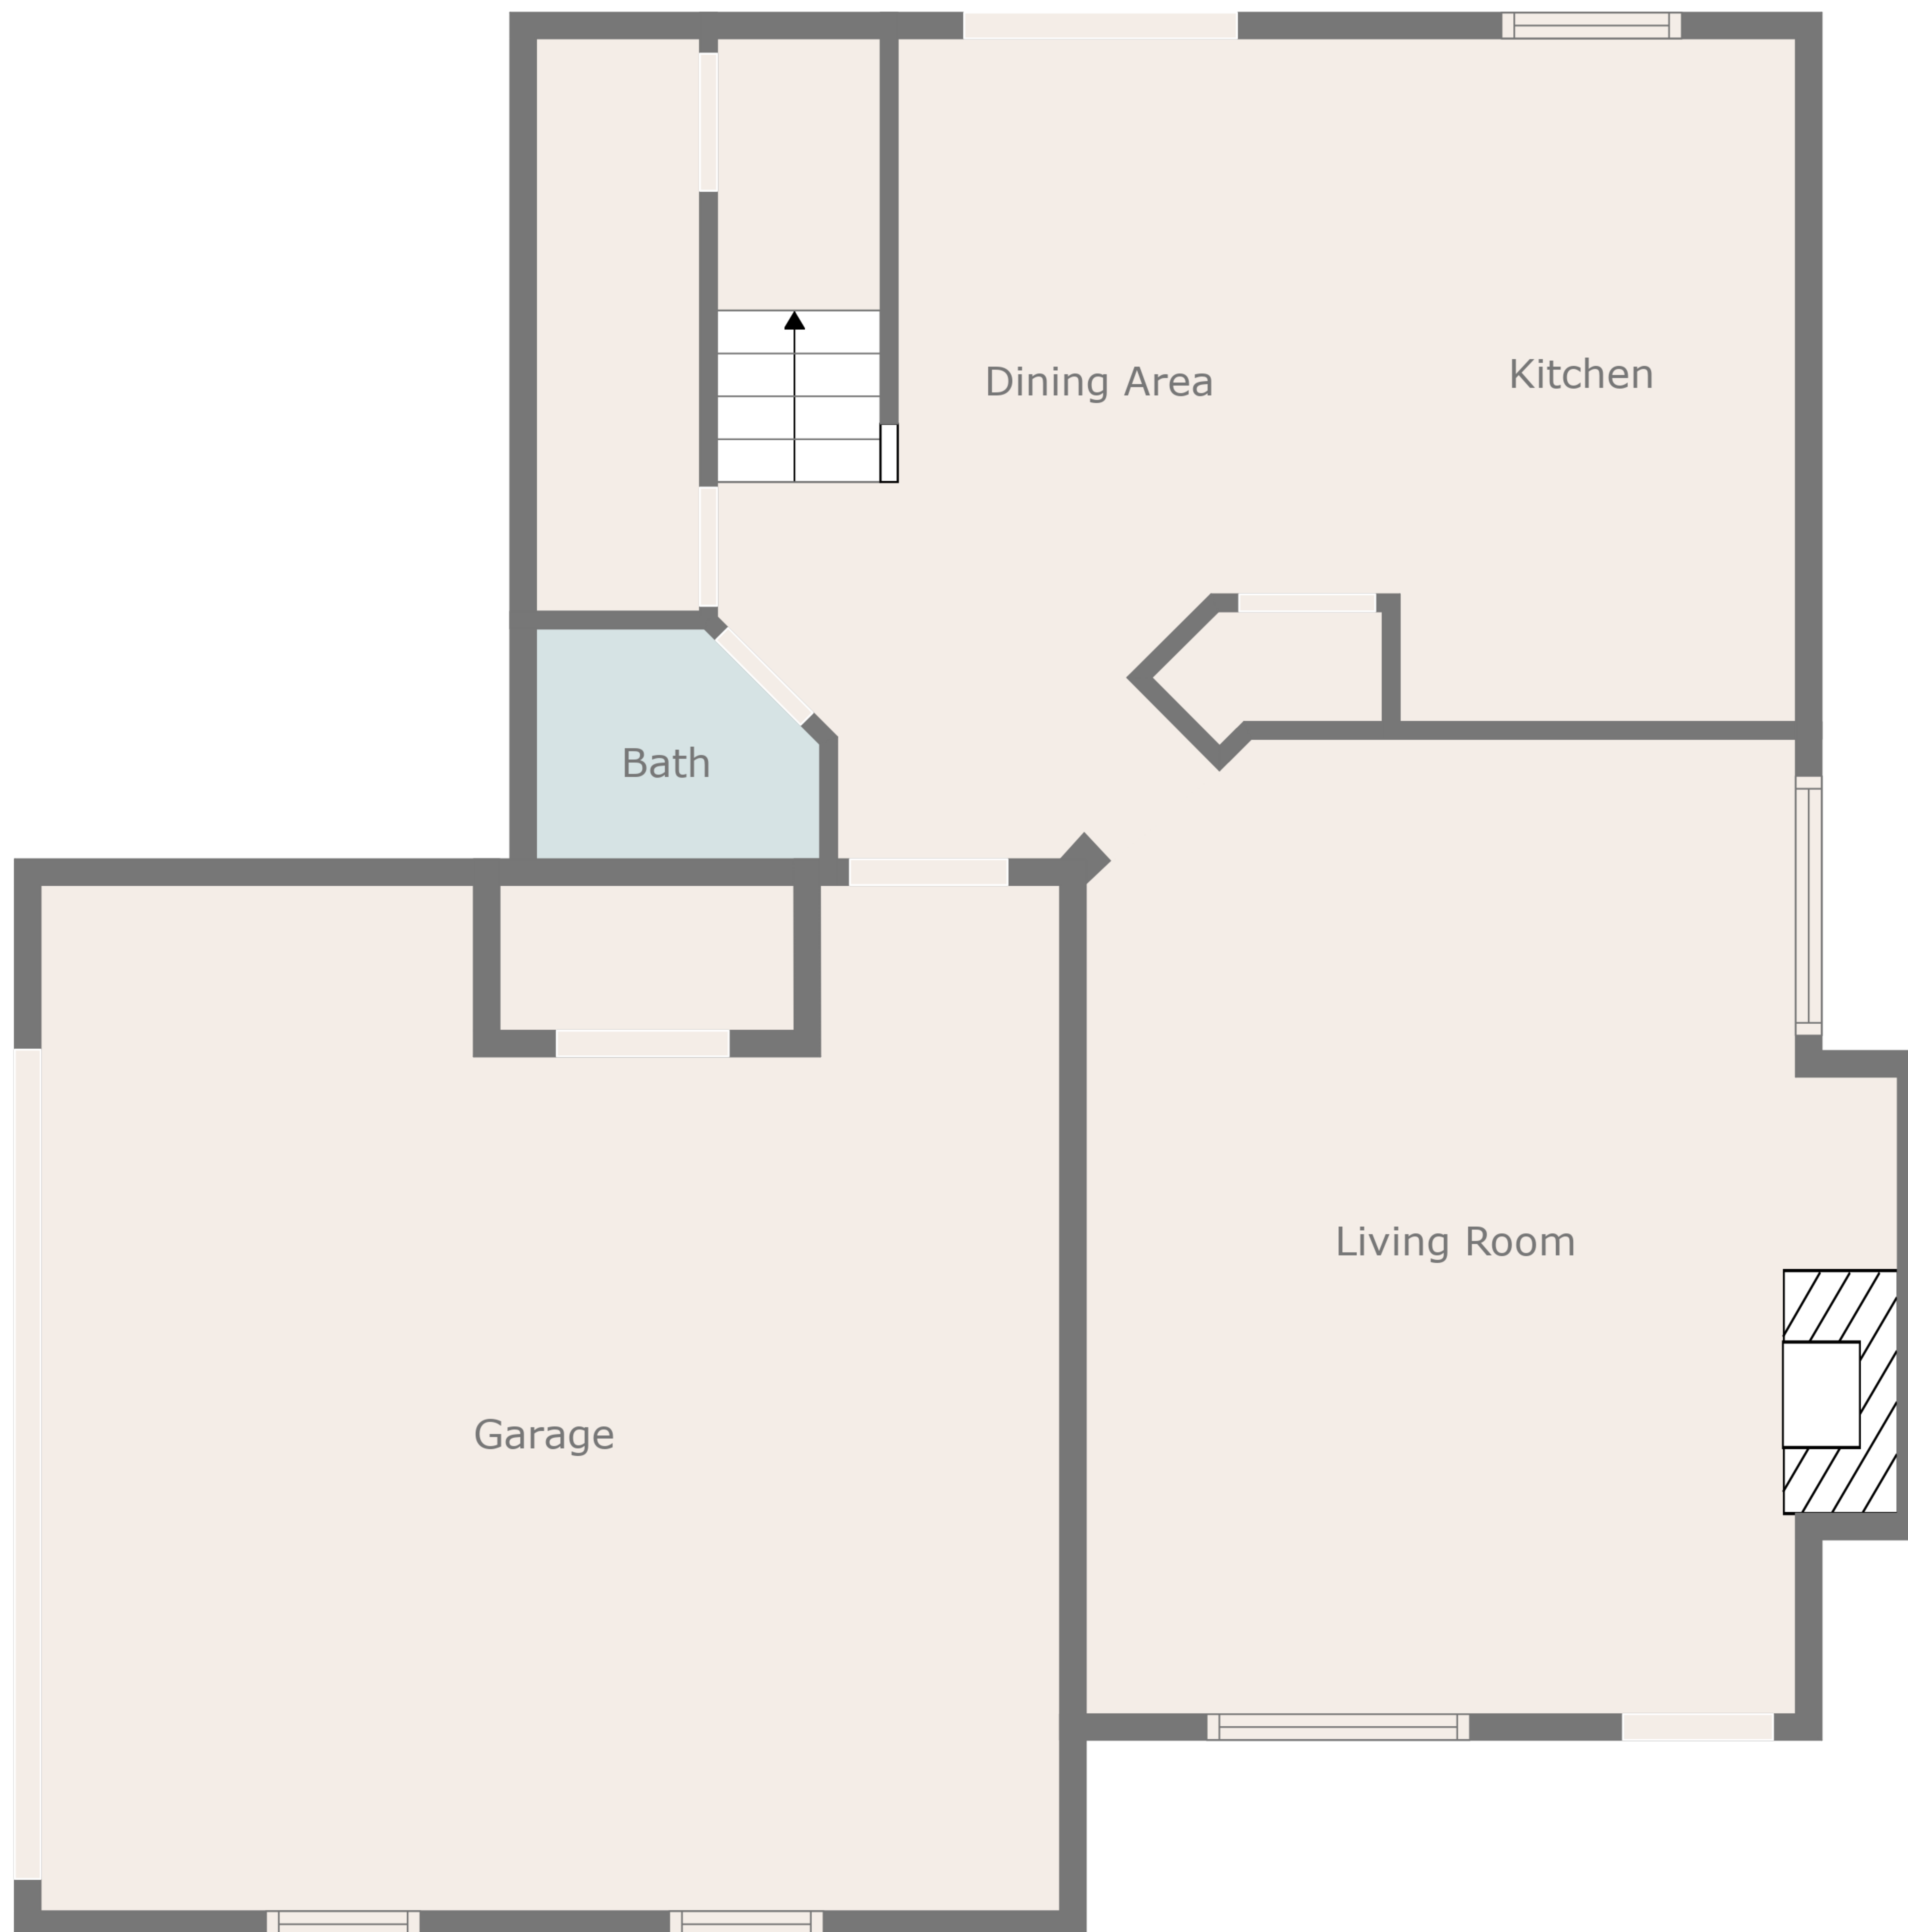 Dining Area
Kitchen
Bath
Living Room
Garage